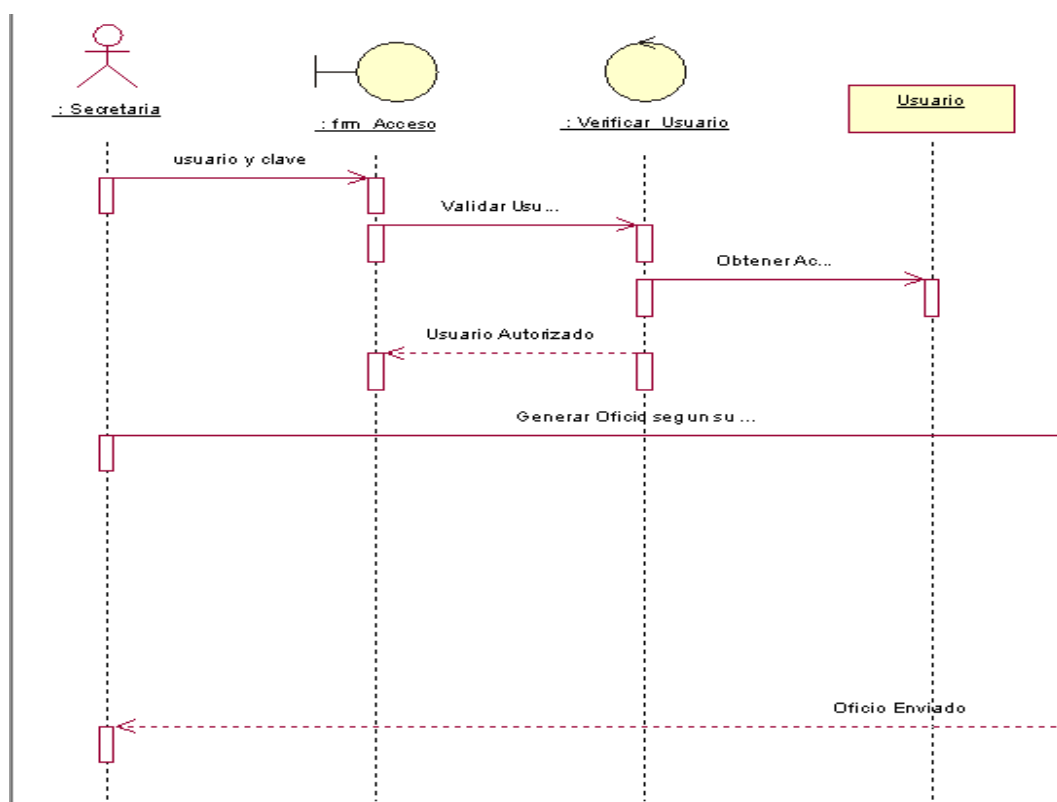 : Secretaria
: frm_Acceso
: Verificar_Usuario
Usuario
usuario y clave
Validar Usu...
Obtener Ac...
Usuario Autorizado
Generar Oficio segun su ...
Oficio Enviado